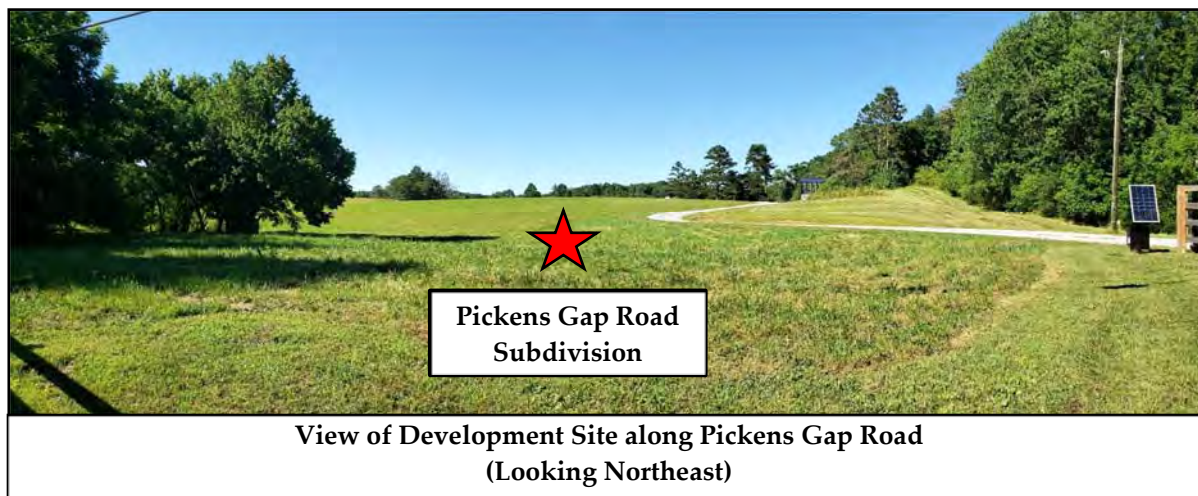 Pickens Gap Road
Subdivision
View of Development Site along Pickens Gap Road
(Looking Northeast)